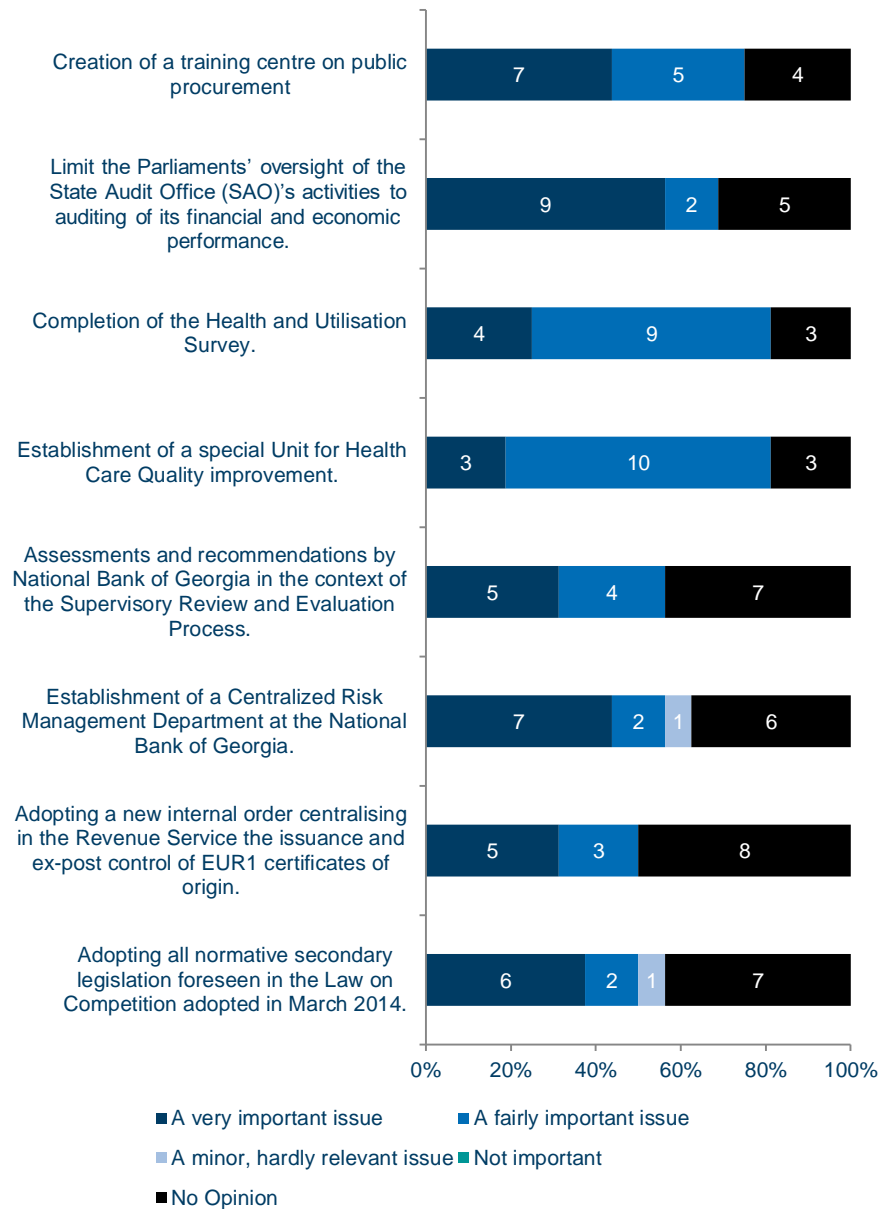 Creation of a training centre on public
procurement
7 5 4
Limit the Parliaments’ oversight of the
State Audit Office (SAO)’s activities to
auditing of its financial and economic
performance.
9 2 5
Completion of the Health and Utilisation
Survey.
4 9 3
Establishment of a special Unit for Health
Care Quality improvement.
3 10 3
Assessments and recommendations by
National Bank of Georgia in the context of
the Supervisory Review and Evaluation
Process.
5 4 7
Establishment of a Centralized Risk
Management Department at the National
Bank of Georgia.
7 2 1 6
Adopting a new internal order centralising
in the Revenue Service the issuance and
ex-post control of EUR1 certificates of
origin.
5 3 8
Adopting all normative secondary
legislation foreseen in the Law on
Competition adopted in March 2014.
6 2 1 7
0% 20% 40% 60% 80% 100%
A very important issue A fairly important issue
A minor, hardly relevant issue Not important
No Opinion